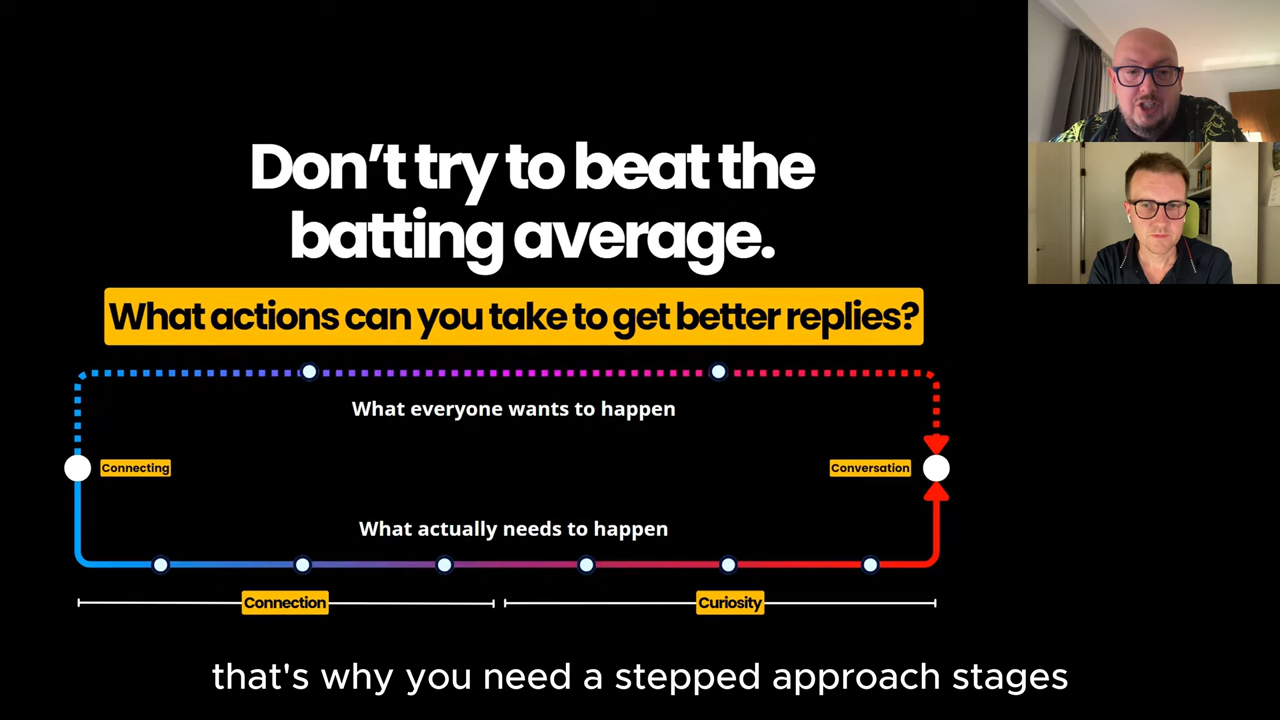 Don't try to beat the
batting average.
What actions can you take to get better replies?
What everyone wants to happen
Connecting
Conversation
What actually needs to happen
Connection
Curiosity
that's why you need a stepped approach stages